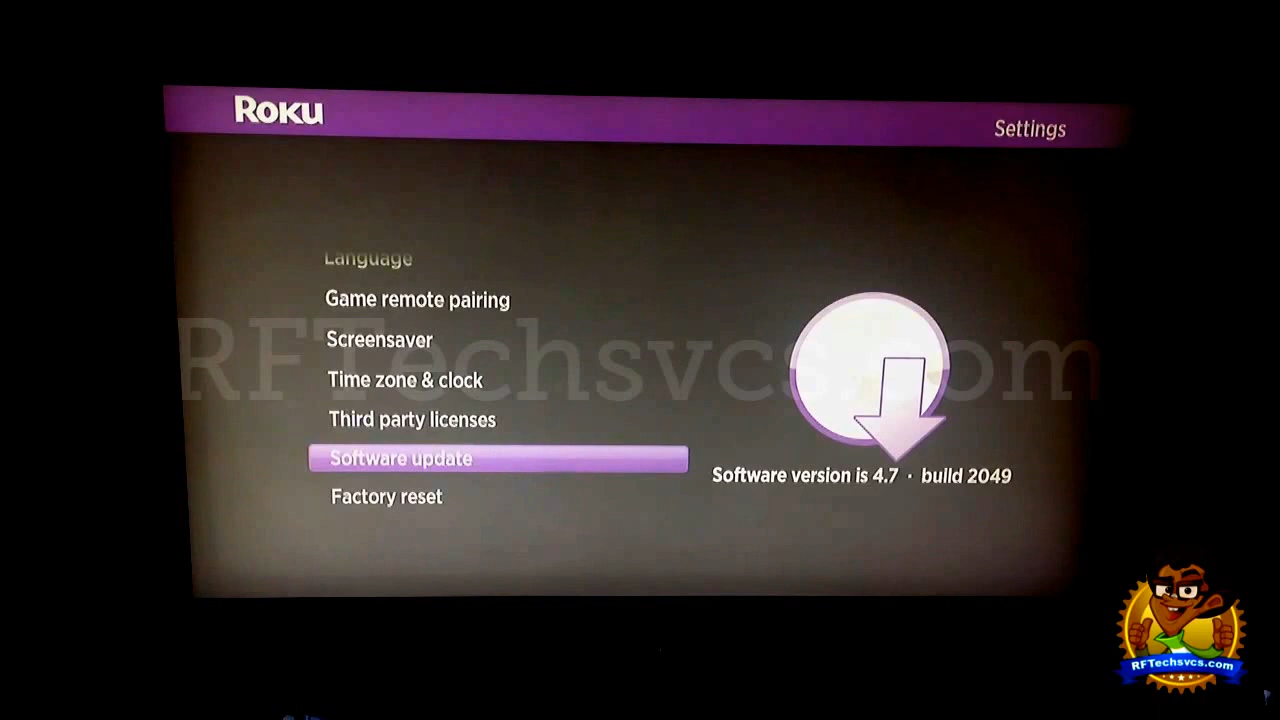 Roku
Settings
Language
Game remote pairing
Screensaver
Time zone & clock
Third party licenses
Software update
Factory reset
Software version is 4.7 · build 2049
RFTechsvcs.com
RFTechsvcs.com